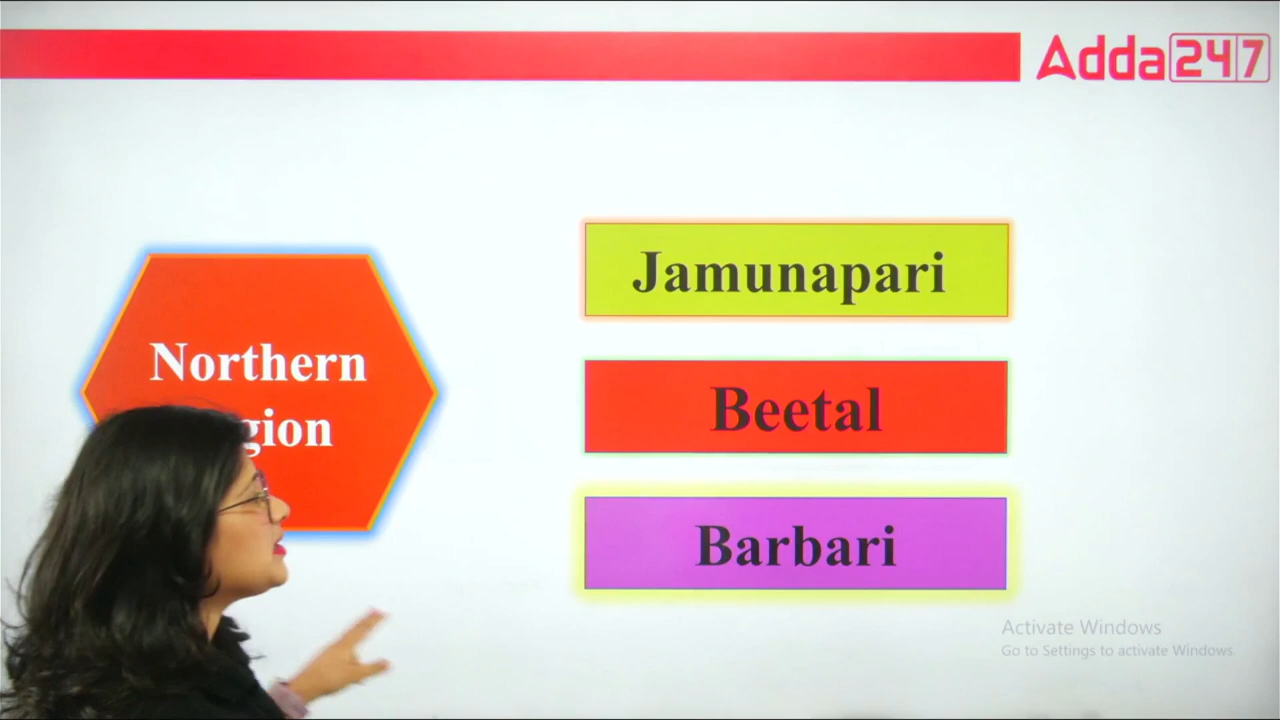 Adda247
Northern
gion
Jamunapari
Beetal
Barbari
Activate Windows
Go to Settings to activate Windows.